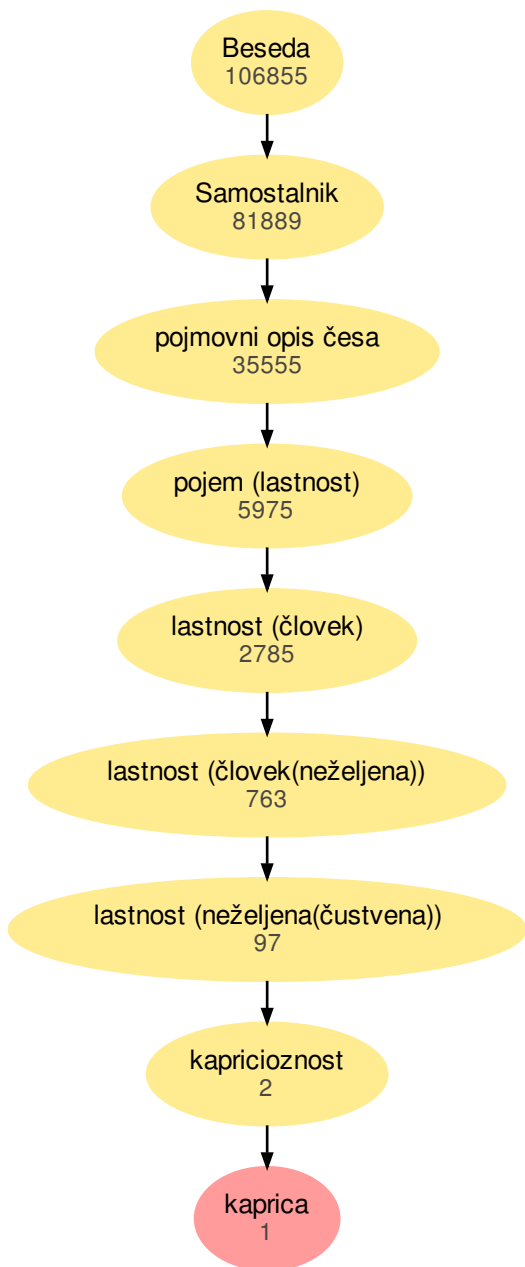 Beseda
106855
Samostalnik
81889
pojmovni opis česa
35555
pojem (lastnost)
5975
lastnost (človek)
2785
lastnost (človek(neželjena))
763
lastnost (neželjena(čustvena))
97
kapricioznost
2
kaprica
1